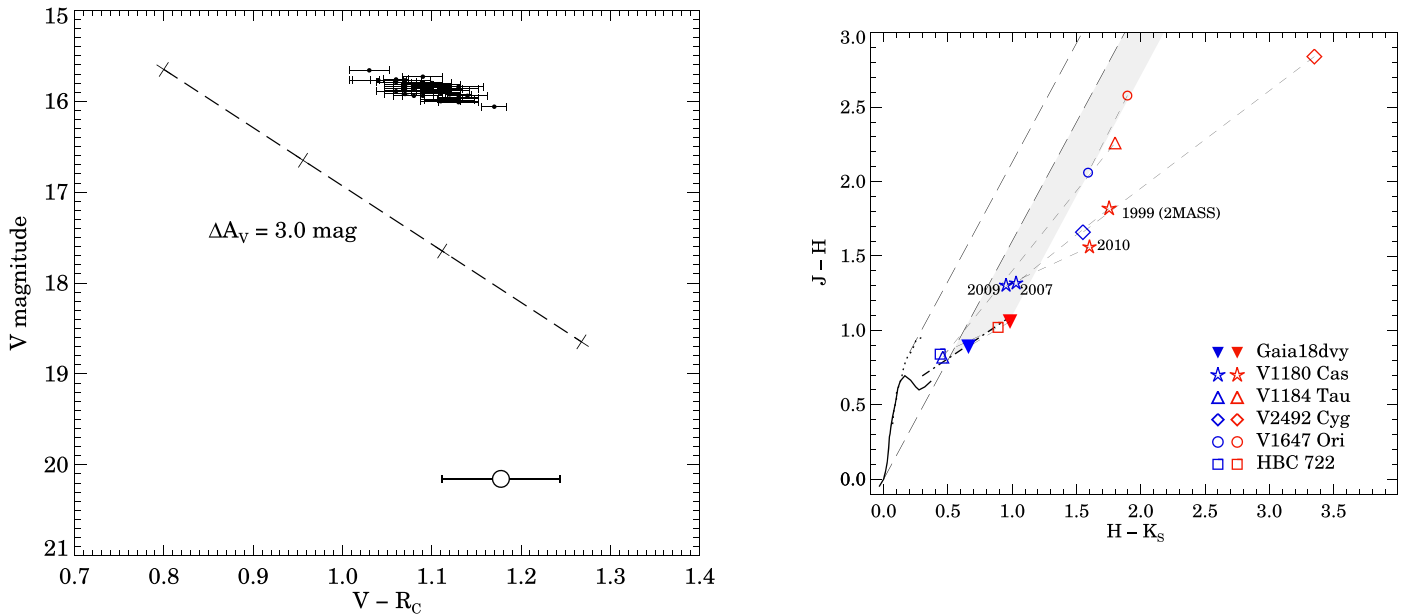 15
16
17
18
19
20
21
V magnitude
ΔA_V = 3.0 mag
0.7 0.8 0.9 1.0 1.1 1.2 1.3 1.4
V − R_C
3.0
2.5
2.0
1.5
1.0
0.5
0.0
J − H
1999 (2MASS)
2010
2009 2007
Gaia18dvy
V1180 Cas
V1184 Tau
V2492 Cyg
V1647 Ori
HBC 722
0.0 0.5 1.0 1.5 2.0 2.5 3.0 3.5
H − K_S